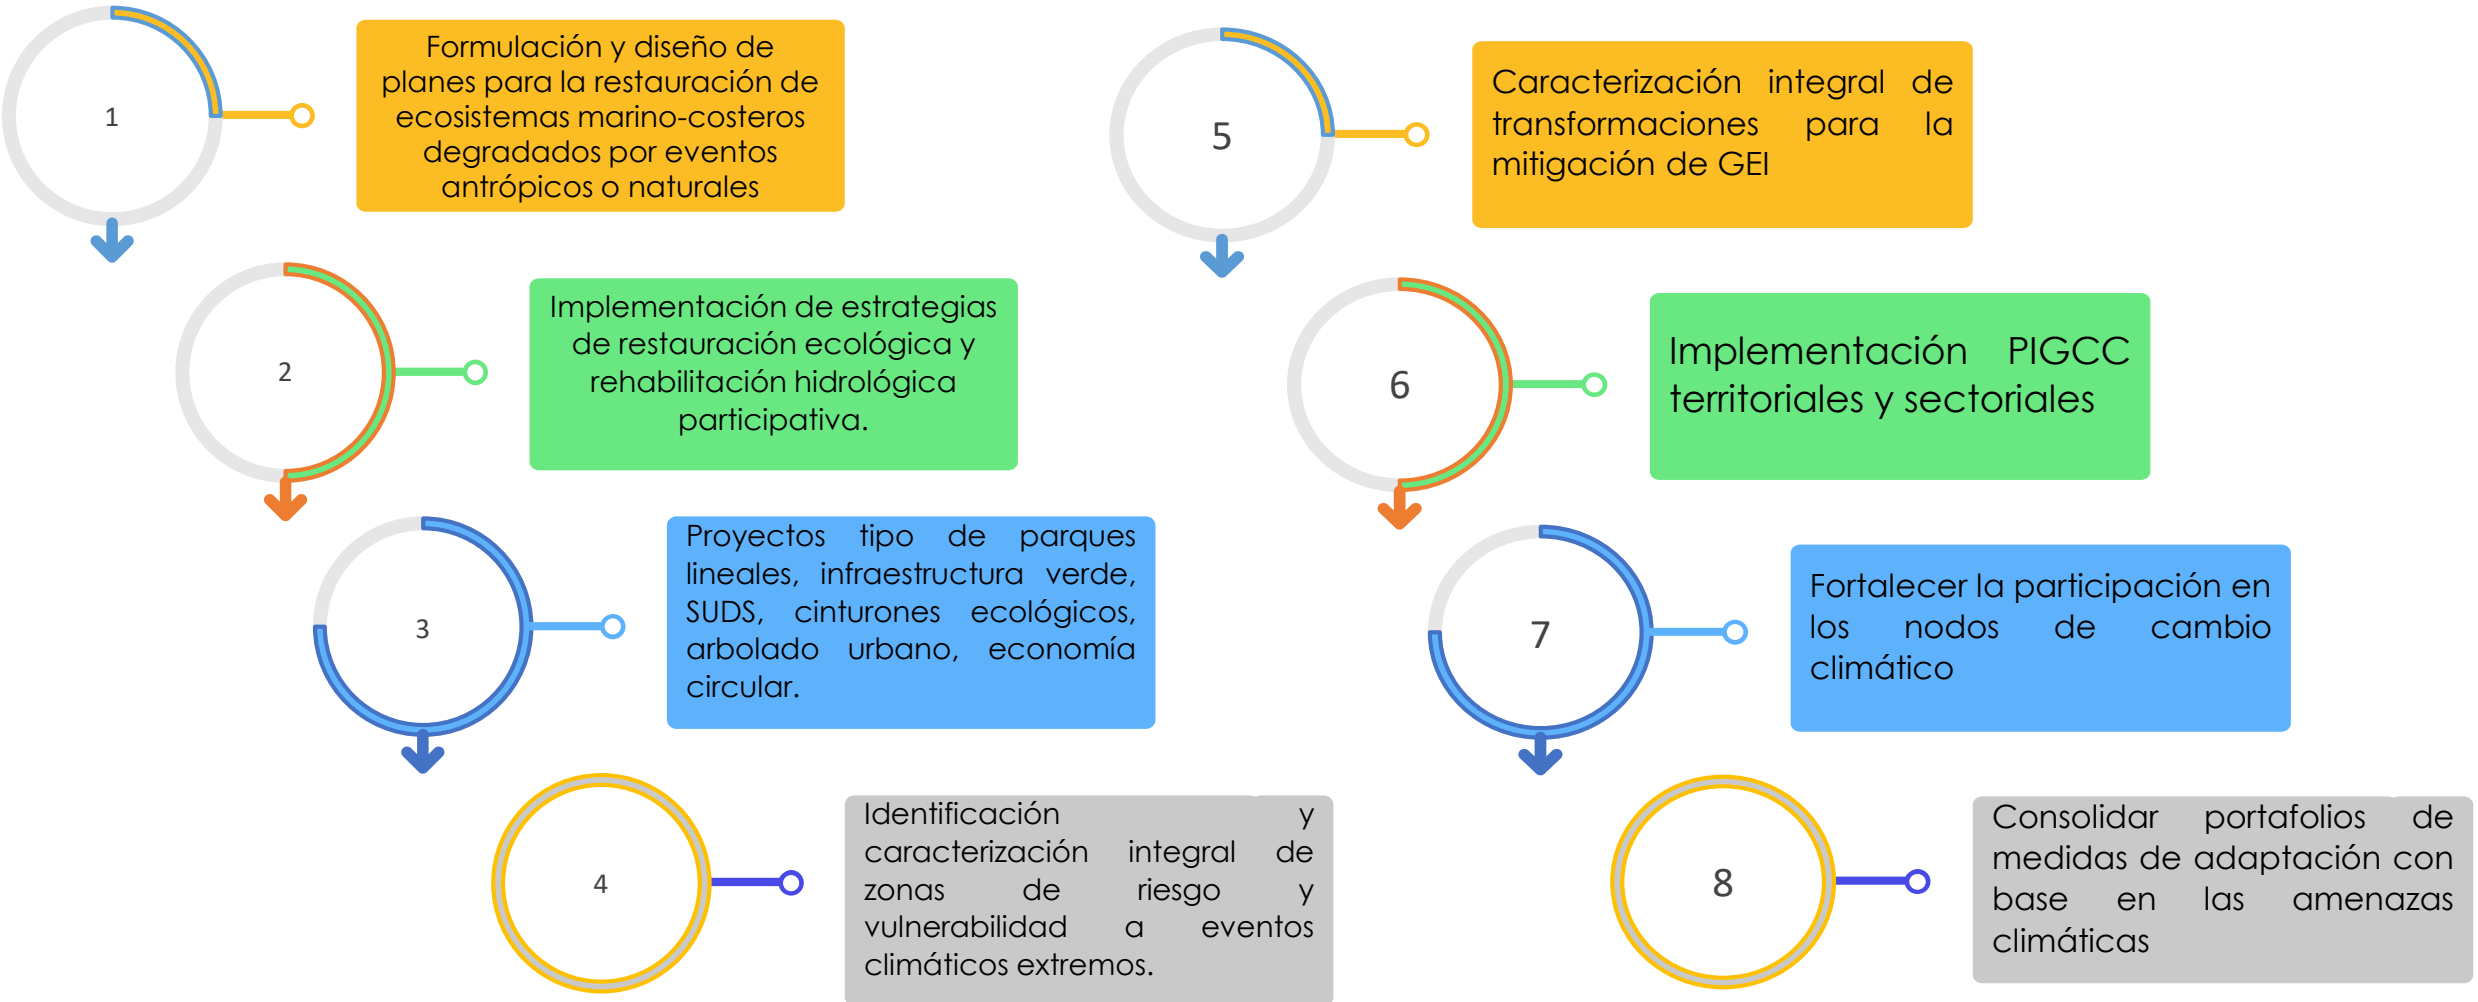 1
Formulación y diseño de
planes para la restauración de
ecosistemas marino-costeros
degradados por eventos
antrópicos o naturales
2
Implementación de estrategias
de restauración ecológica y
rehabilitación hidrológica
participativa.
3
Proyectos tipo de parques
lineales, infraestructura verde,
SUDS, cinturones ecológicos,
arbolado urbano, economía
circular.
4
Identificación y
caracterización integral de
zonas de riesgo y
vulnerabilidad a eventos
climáticos extremos.
5
Caracterización integral de
transformaciones para la
mitigación de GEI
6
Implementación PIGCC
territoriales y sectoriales
7
Fortalecer la participación en
los nodos de cambio
climático
8
Consolidar portafolios de
medidas de adaptación con
base en las amenazas
climáticas